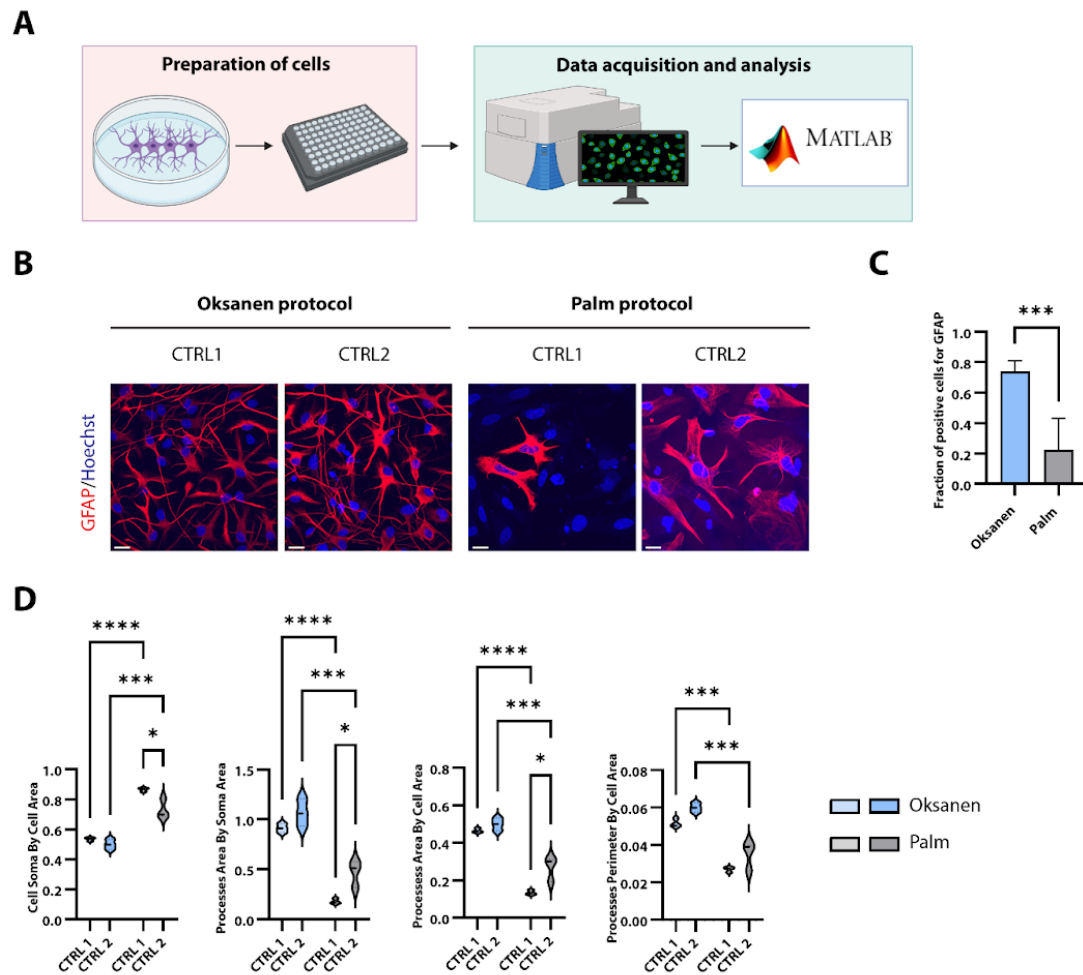 A
Preparation of cells
Data acquisition and analysis
MATLAB
B
Oksanen protocol
Palm protocol
CTRL1
CTRL2
CTRL1
CTRL2
GFAP/Hoechst
C
***
Fraction of positive cells for GFAP
1.0
0.8
0.6
0.4
0.2
0.0
Oksanen
Palm
D
****
***
*
Cell Soma By Cell Area
1.0
0.8
0.6
0.4
0.2
0.0
CTRL 1
CTRL 2
CTRL 1
CTRL 2
****
***
*
Processes Area By Soma Area
1.5
1.0
0.5
0.0
CTRL 1
CTRL 2
CTRL 1
CTRL 2
****
***
*
Processess Area By Cell Area
0.8
0.6
0.4
0.2
0.0
CTRL 1
CTRL 2
CTRL 1
CTRL 2
***
***
Processes Perimeter By Cell Area
0.08
0.06
0.04
0.02
0.00
CTRL 1
CTRL 2
CTRL 1
CTRL 2
Oksanen
Palm